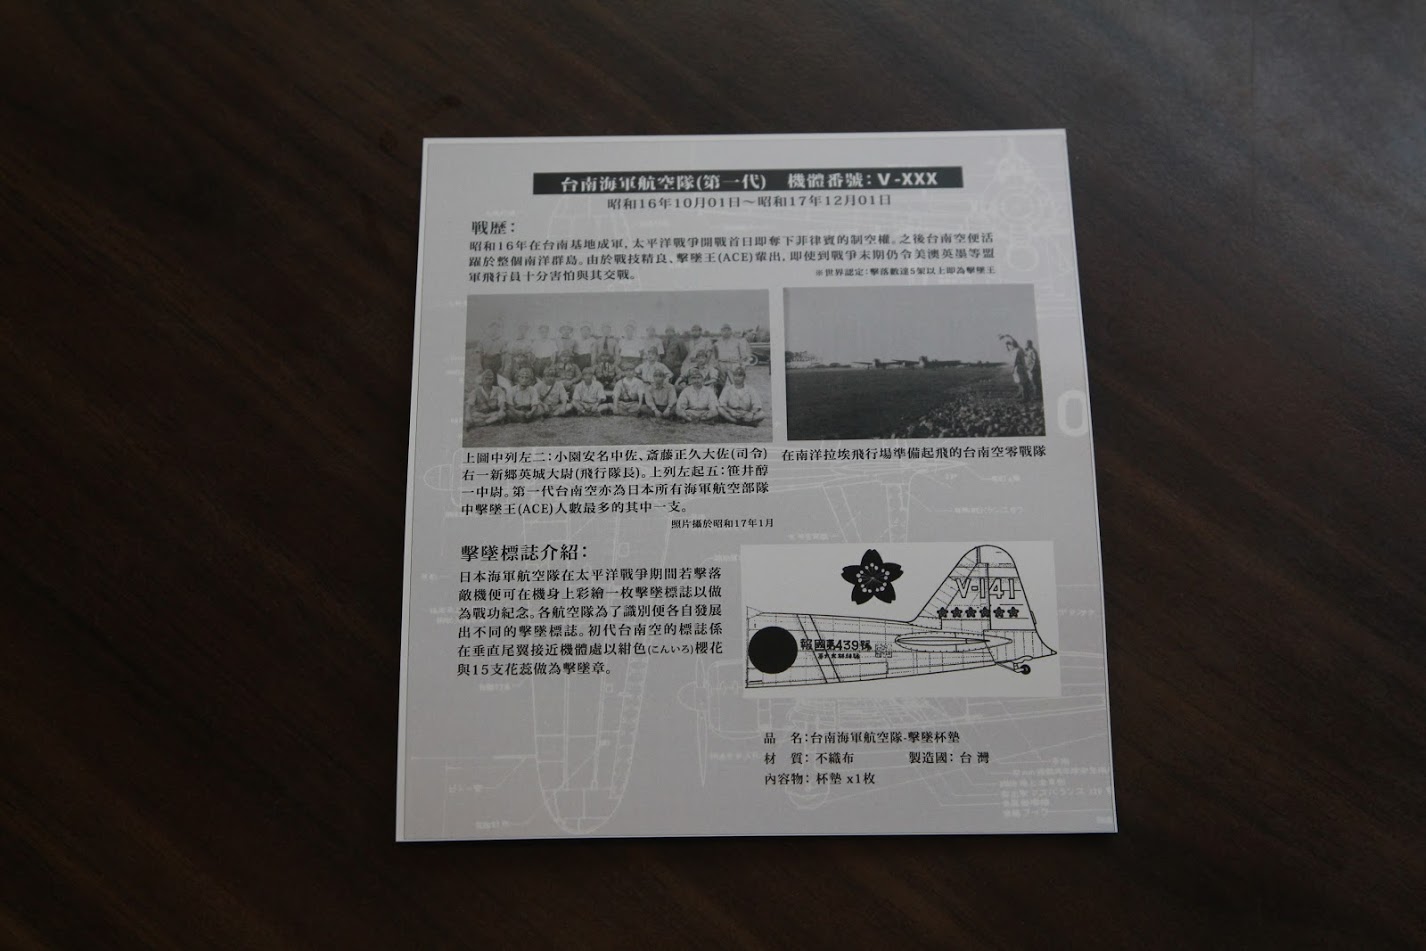 台南海軍航空隊(第一代)　機體番號：V-XXX
昭和16年10月01日～昭和17年12月01日
戰歷：
昭和16年在台南基地成軍，太平洋戰爭開戰首日即奪下菲律賓的制空權。之後台南空便活
躍於整個南洋群島。由於戰技精良、擊墜王(ACE)輩出，即使到戰爭末期仍令美澳英墨等盟
軍飛行員十分害怕與其交戰。
※世界認定：擊落數達5架以上即為擊墜王
上圖中列左二：小園安名中佐、斎藤正久大佐(司令)
右一新鄉英城大尉(飛行隊長)。上列左起五：笹井醇
一中尉。第一代台南空亦為日本所有海軍航空部隊
中擊墜王(ACE)人數最多的其中一支。
照片攝於昭和17年1月
在南洋拉埃飛行場準備起飛的台南空零戰隊
擊墜標誌介紹：
日本海軍航空隊在太平洋戰爭期間若擊落
敵機便可在機身上彩繪一枚擊墜標誌以做
為戰功紀念。各航空隊為了識別便各自發展
出不同的擊墜標誌。初代台南空的標誌係
在垂直尾翼接近機體處以紺色(こんいろ)櫻花
與15支花蕊做為擊墜章。
V-141
報國第439號
品　名：台南海軍航空隊-擊墜杯墊
材　質：不織布　製造國：台灣
內容物：杯墊 x1枚